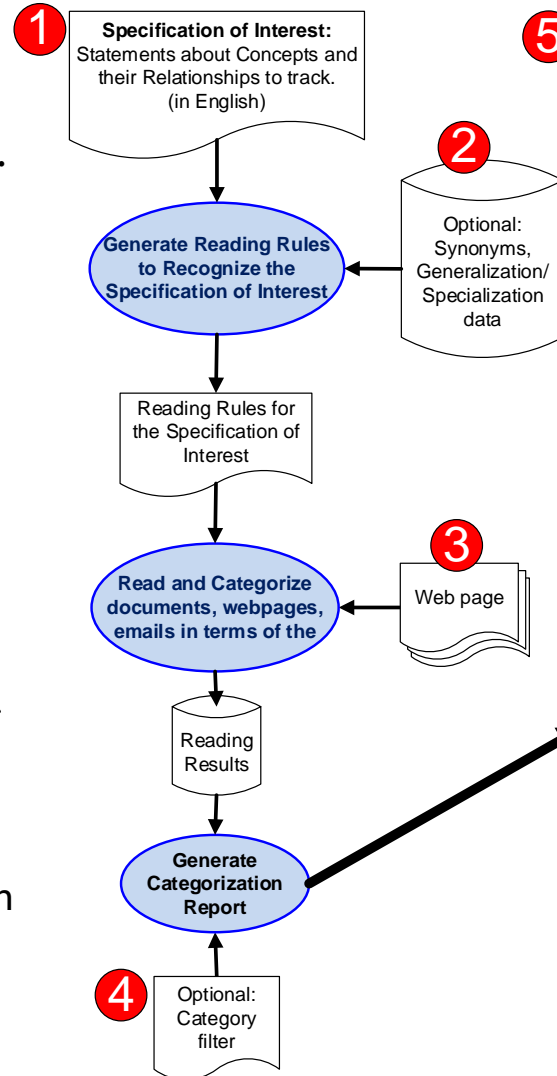 1
Specification of Interest:
Statements about Concepts and
their Relationships to track.
(in English)
5
.
2
Optional:
Synonyms,
Generalization/
Specialization
data
Generate Reading Rules
to Recognize the
Specification of Interest
Reading Rules for
the Specification of
Interest
3
Web page
Read and Categorize
documents, webpages,
emails in terms of the
.
Reading
Results
Generate
Categorization
Report
n
4
Optional:
Category
filter